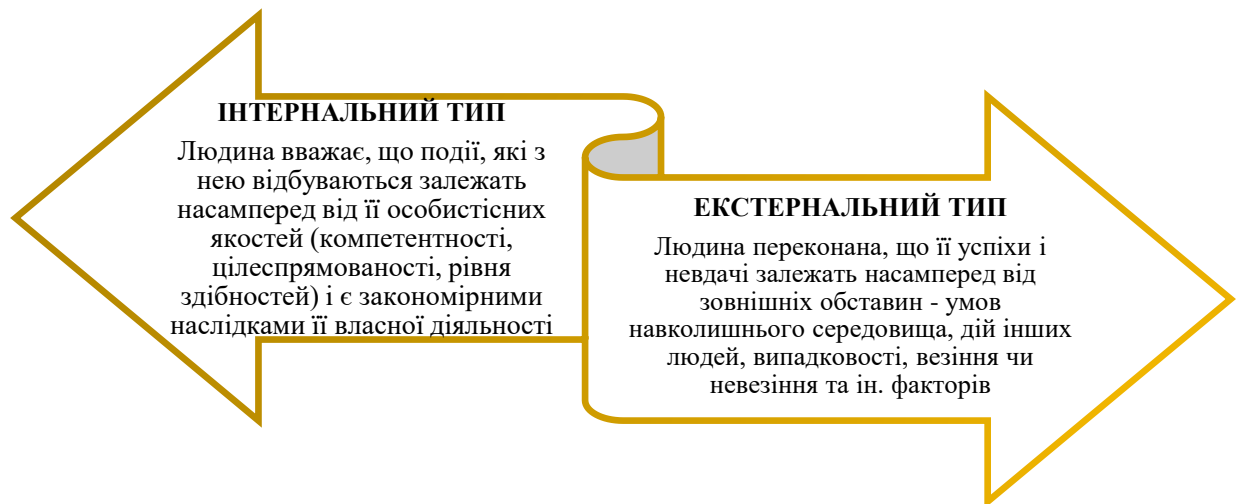 ІНТЕРНАЛЬНИЙ ТИП
Людина вважає, що події, які з
нею відбуваються залежать
насамперед від її особистісних
якостей (компетентності,
цілеспрямованості, рівня
здібностей) і є закономірними
наслідками її власної діяльності
ЕКСТЕРНАЛЬНИЙ ТИП
Людина переконана, що її успіхи і
невдачі залежать насамперед від
зовнішніх обставин - умов
навколишнього середовища, дій інших
людей, випадковості, везіння чи
невезіння та ін. факторів